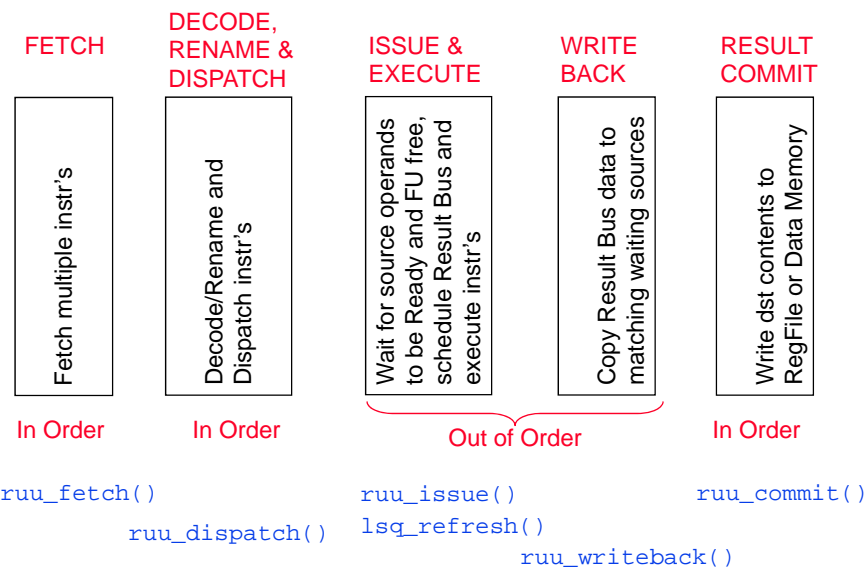 FETCH
DECODE,
RENAME &
DISPATCH
ISSUE &
EXECUTE
WRITE
BACK
RESULT
COMMIT
Fetch multiple instr's
Decode/Rename and
Dispatch instr's
Wait for source operands
to be Ready and FU free,
schedule Result Bus and
execute instr's
Copy Result Bus data to
matching waiting sources
Write dst contents to
RegFile or Data Memory
In Order
In Order
Out of Order
In Order
ruu_fetch()
ruu_dispatch()
ruu_issue()
lsq_refresh()
ruu_writeback()
ruu_commit()